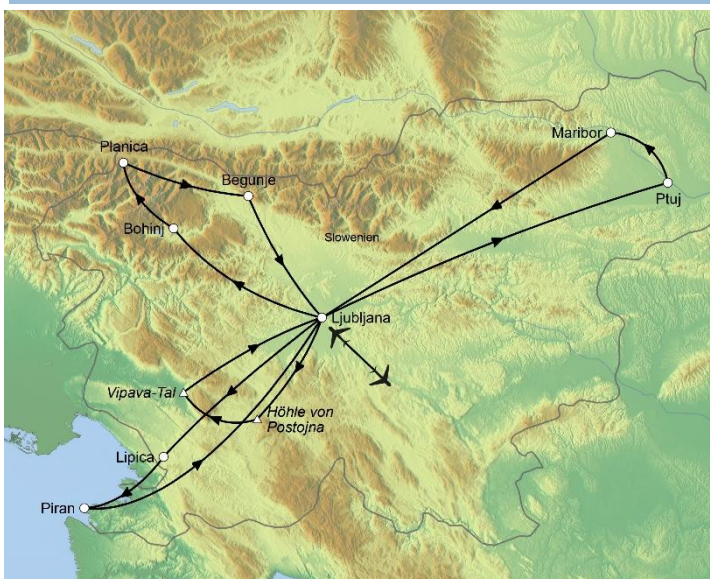 Maribor
Planica
Begunje
Ptuj
Bohinj
Slowenien
Ljubljana
Vipava-Tal
Höhle von
Postojna
Lipica
Piran